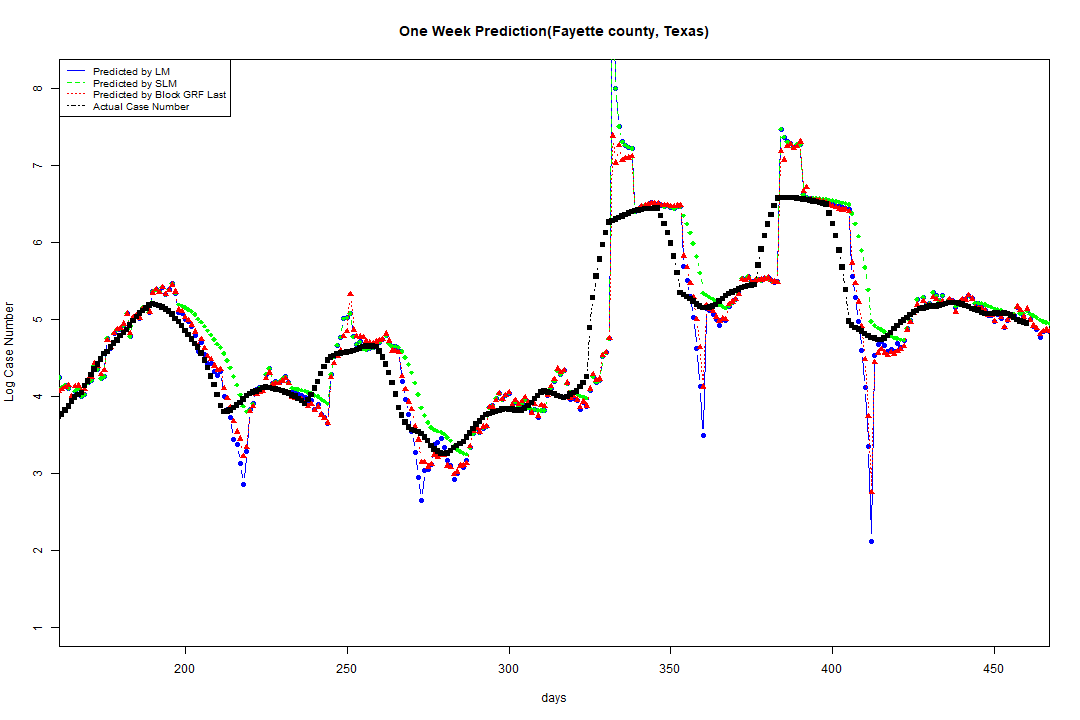 One Week Prediction(Fayette county, Texas)
Predicted by LM
Predicted by SLM
Predicted by Block GRF Last
Actual Case Number
Log Case Number
8
7
6
5
4
3
2
1
200
250
300
350
400
450
days